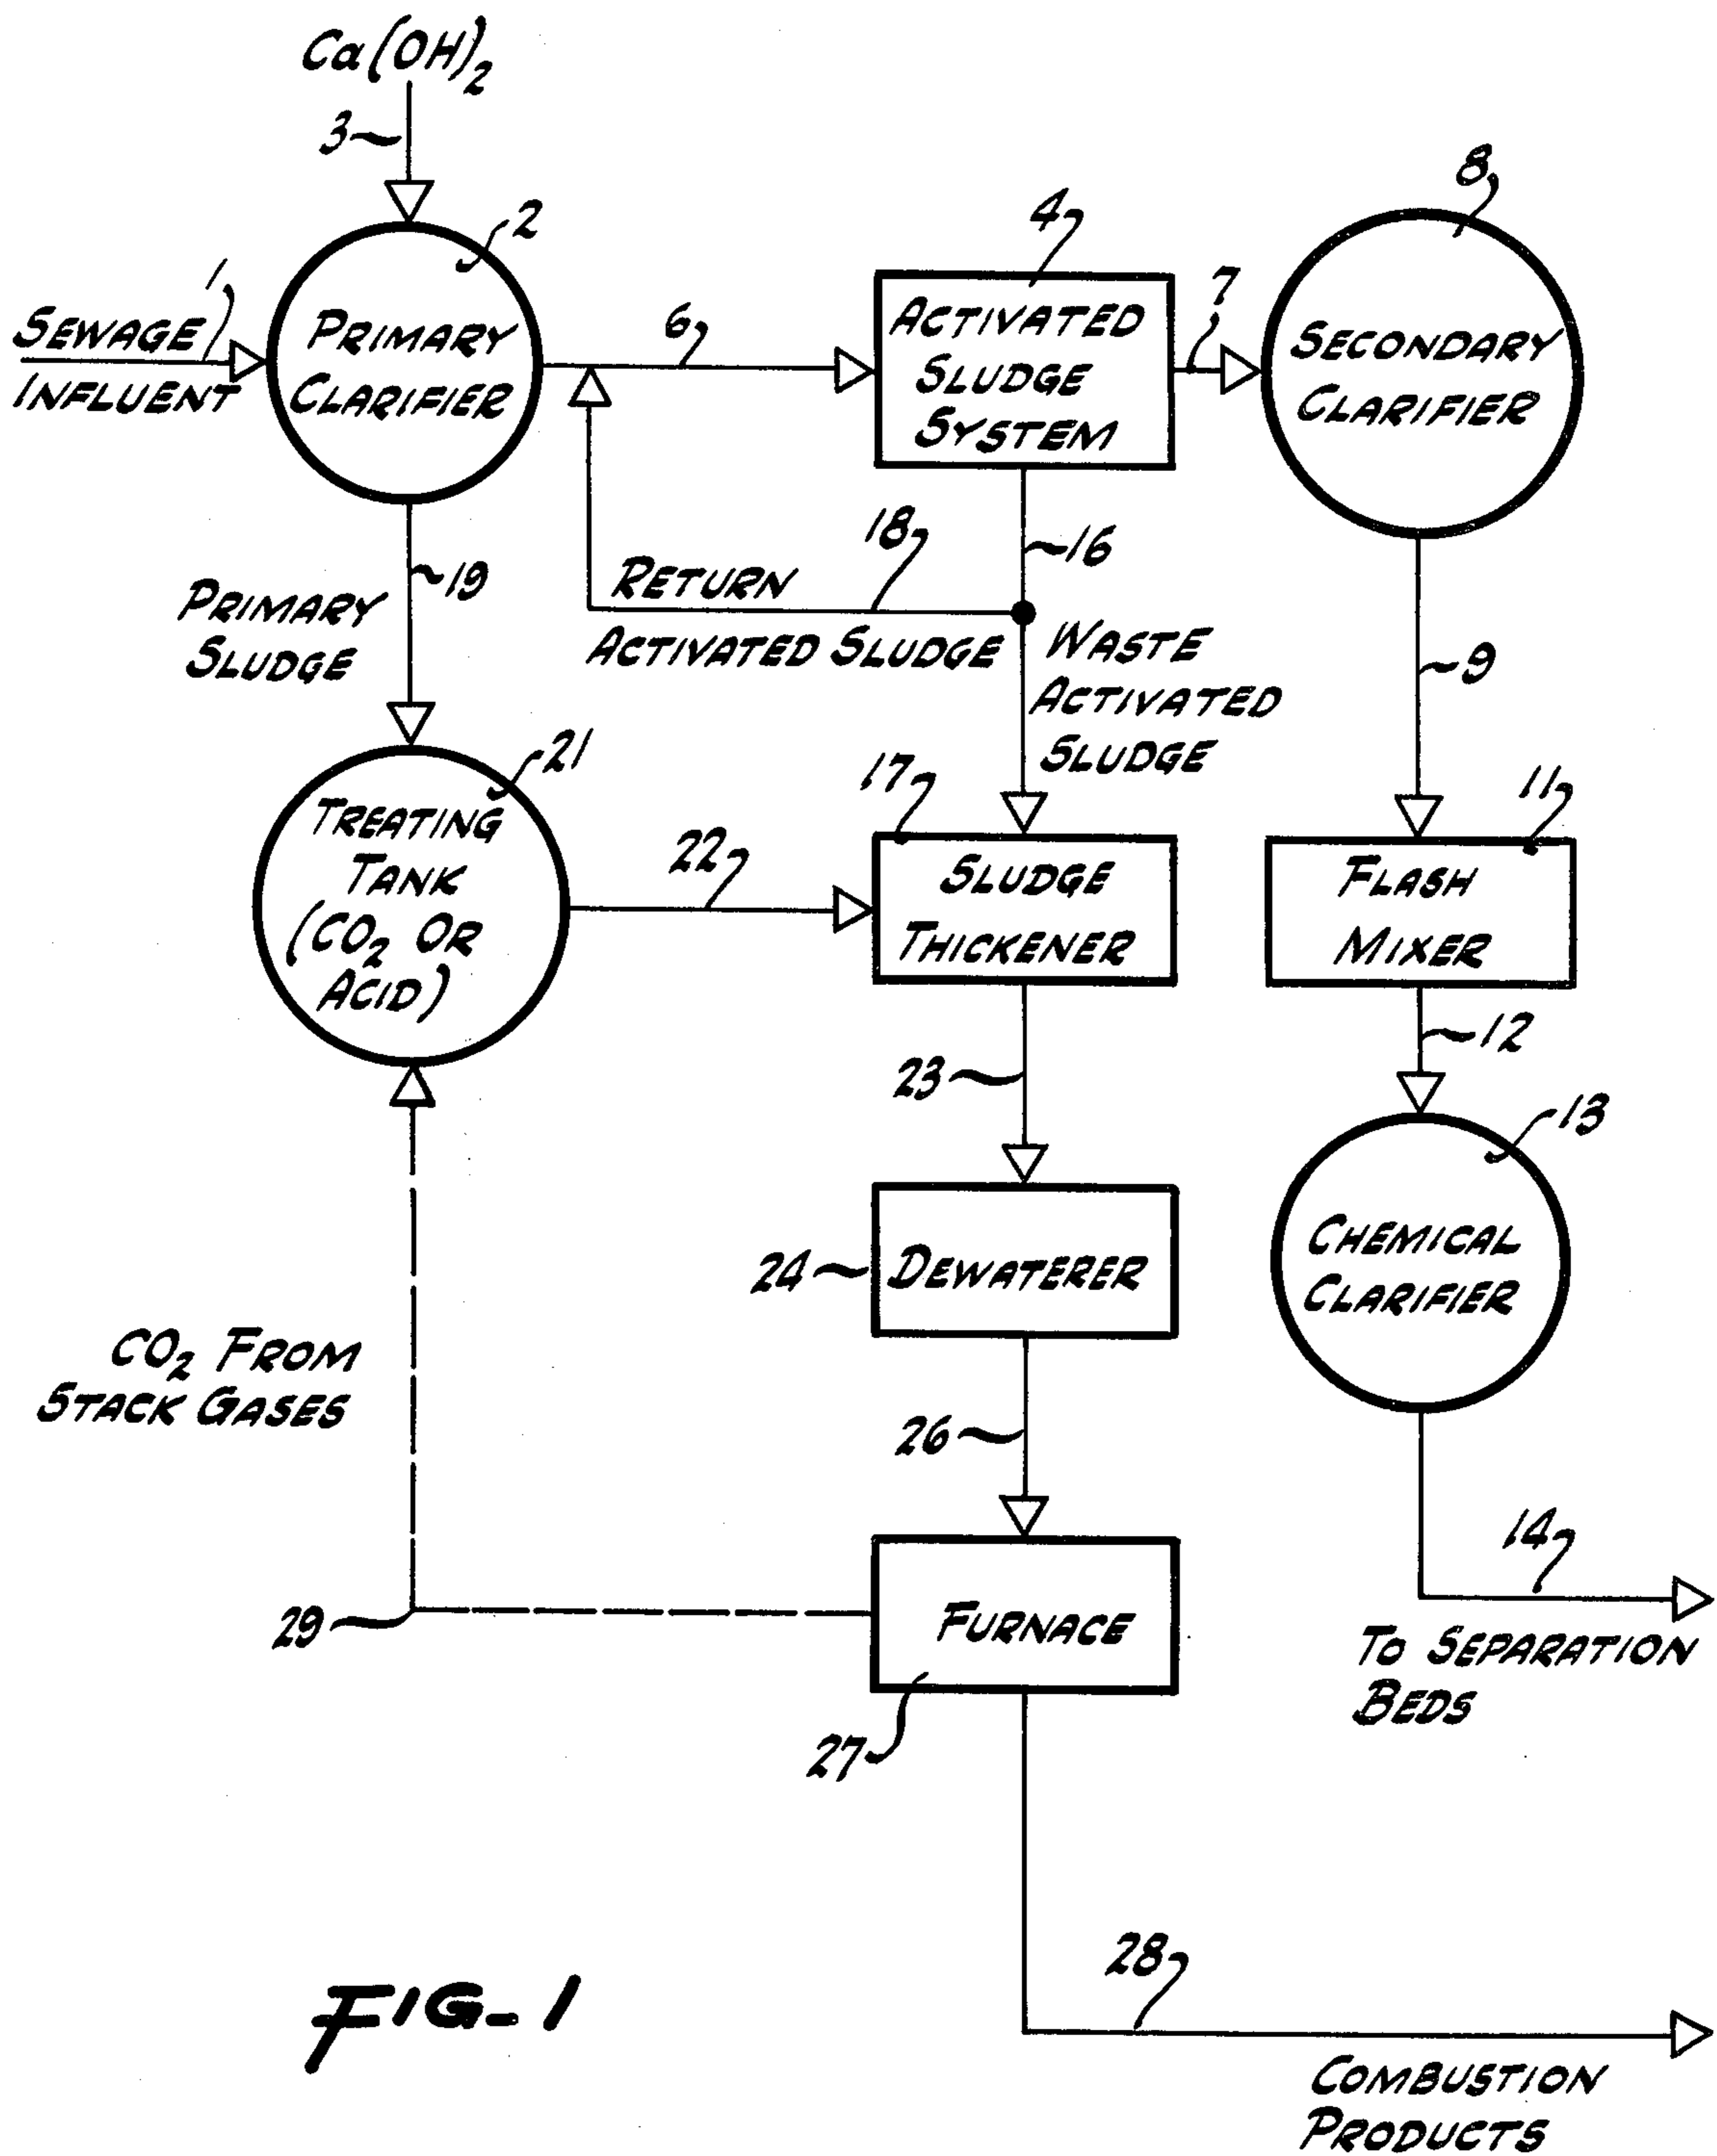 Ca(OH)2
3
2
1
SEWAGE
INFLUENT
PRIMARY
CLARIFIER
6
4
ACTIVATED
SLUDGE
SYSTEM
7
8
SECONDARY
CLARIFIER
19
PRIMARY
SLUDGE
18
RETURN
ACTIVATED SLUDGE
16
WASTE
ACTIVATED
SLUDGE
9
21
TREATING
TANK
(CO2 OR
ACID)
22
17
SLUDGE
THICKENER
11
FLASH
MIXER
23
12
13
24
DEWATERER
CHEMICAL
CLARIFIER
CO2 FROM
STACK GASES
26
14
TO SEPARATION
BEDS
29
FURNACE
27
28
COMBUSTION
PRODUCTS
FIG-1